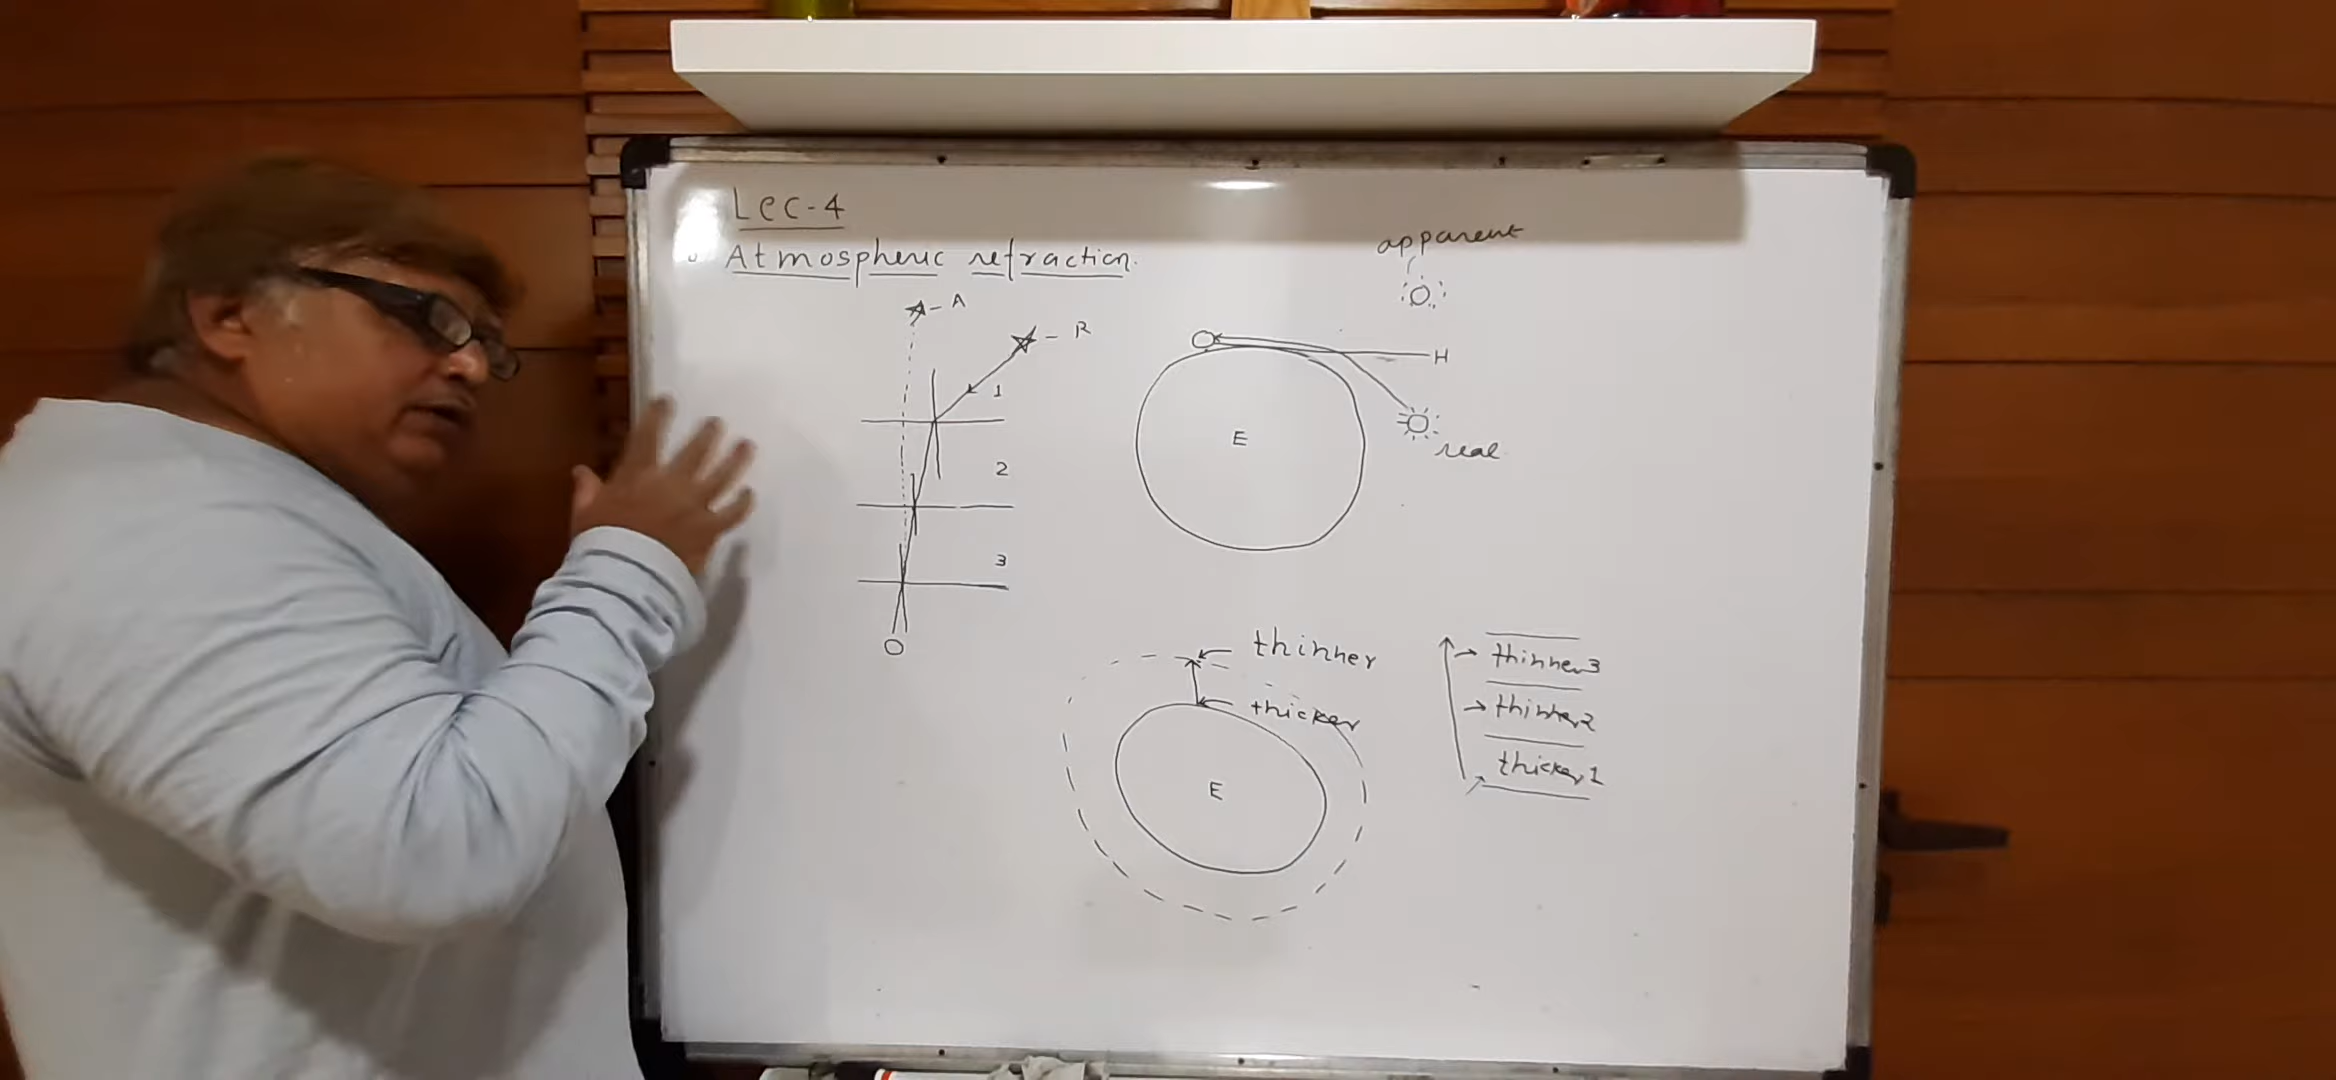 Lec-4
Atmospheric refraction.
A
R
1
2
3
O
apparent
H
E
real
thinner
thicker
E
thinner3
thinner2
thicker1